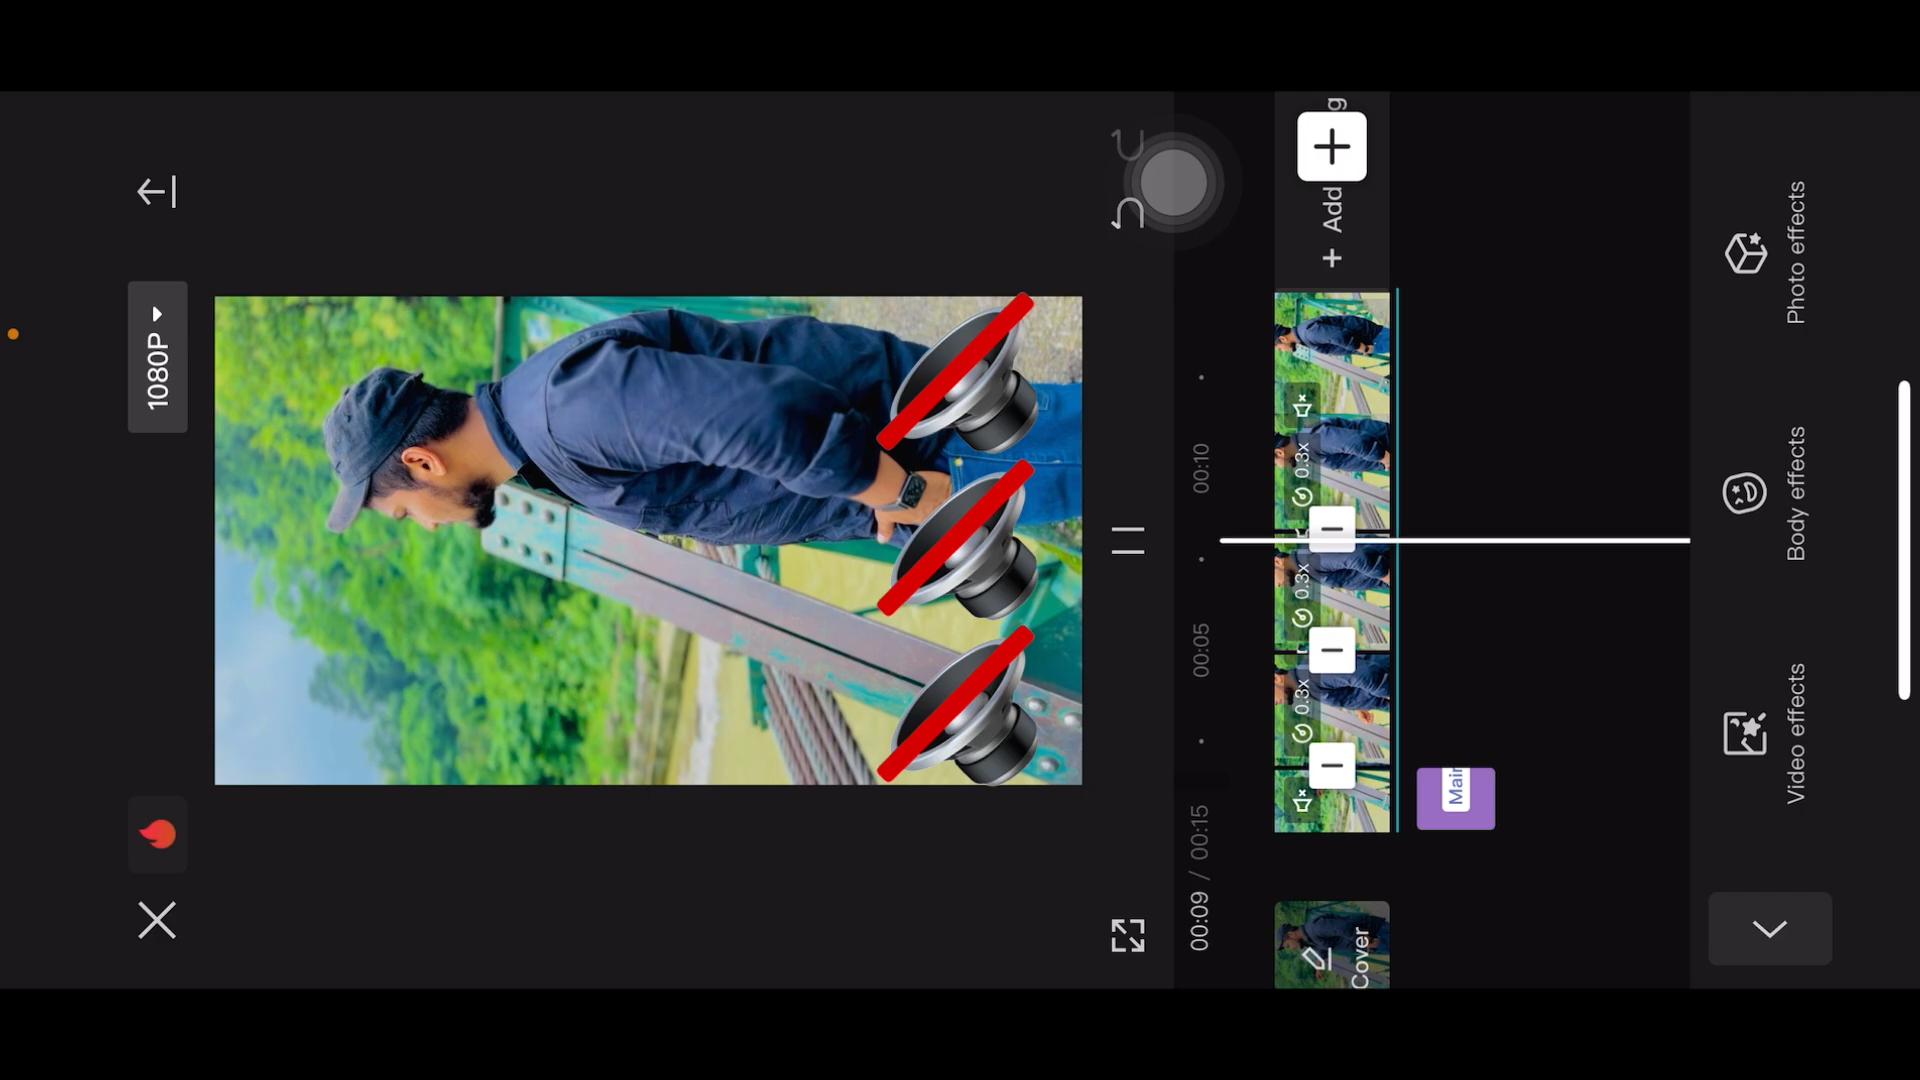 1080P
00:09 / 00:15
00:05
00:10
Cover
0.3x
0.3x
0.3x
+ Add
Video effects
Body effects
Photo effects